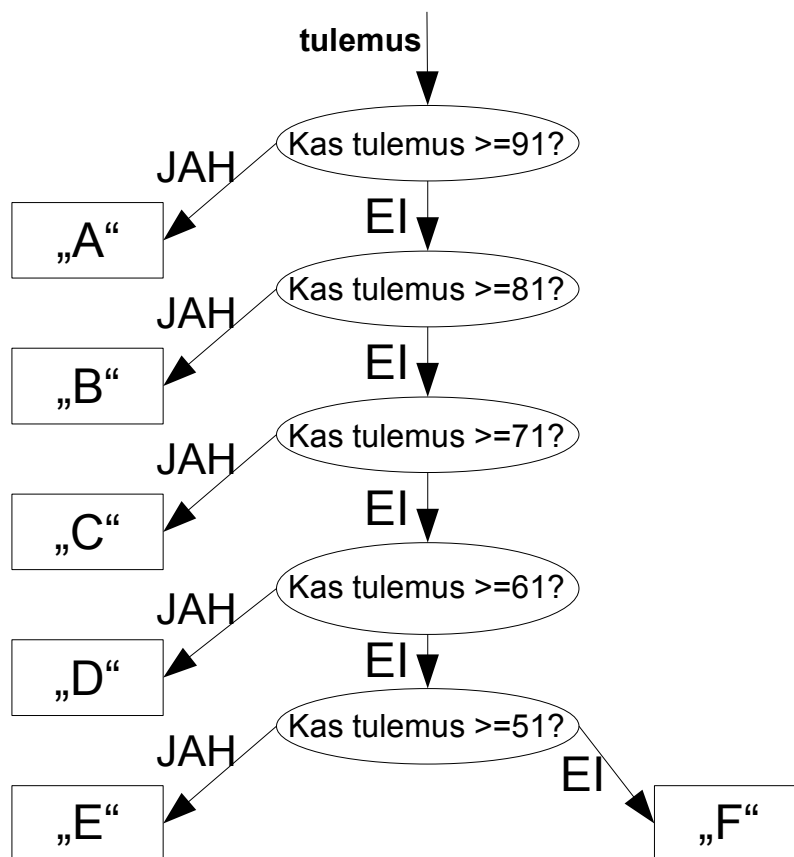 tulemus
Kas tulemus >=91?
JAH
EI
„A“
Kas tulemus >=81?
JAH
EI
„B“
Kas tulemus >=71?
JAH
EI
„C“
Kas tulemus >=61?
JAH
EI
„D“
Kas tulemus >=51?
JAH
EI
„E“
„F“